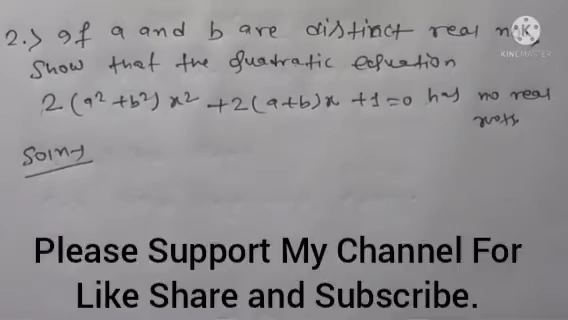 2.) If a and b are distinct real
KINEMASTER
Show that the quadratic equation
2(a² + b²)x² + 2(a+b)x + 1 = 0 has no real
roots
Soln→
Please Support My Channel For
Like Share and Subscribe.